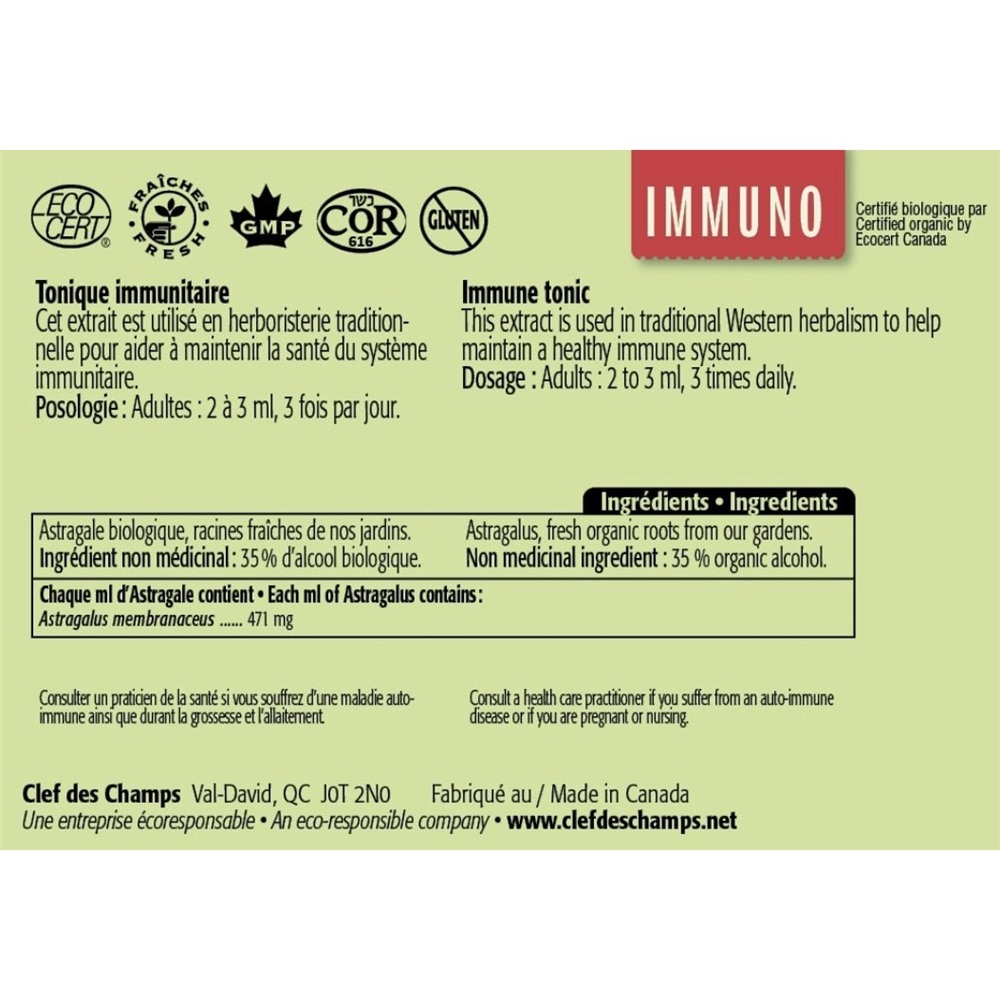 ECO
CERT
®
FRAÎCHES
FRESH
GMP
כשר
COR
616
GLUTEN
IMMUNO
Certifié biologique par
Certified organic by
Ecocert Canada
Tonique immunitaire
Cet extrait est utilisé en herboristerie tradition-
nelle pour aider à maintenir la santé du système
immunitaire.
Posologie : Adultes : 2 à 3 ml, 3 fois par jour.
Immune tonic
This extract is used in traditional Western herbalism to help
maintain a healthy immune system.
Dosage : Adults : 2 to 3 ml, 3 times daily.
Ingrédients • Ingredients
Astragale biologique, racines fraîches de nos jardins.
Ingrédient non médicinal : 35 % d'alcool biologique.
Astragalus, fresh organic roots from our gardens.
Non medicinal ingredient : 35 % organic alcohol.
Chaque ml d'Astragale contient • Each ml of Astragalus contains :
Astragalus membranaceus ...... 471 mg
Consulter un praticien de la santé si vous souffrez d'une maladie auto-
immune ainsi que durant la grossesse et l'allaitement.
Consult a health care practitioner if you suffer from an auto-immune
disease or if you are pregnant or nursing.
Clef des Champs Val-David, QC J0T 2N0 Fabriqué au / Made in Canada
Une entreprise écoresponsable • An eco-responsible company • www.clefdeschamps.net